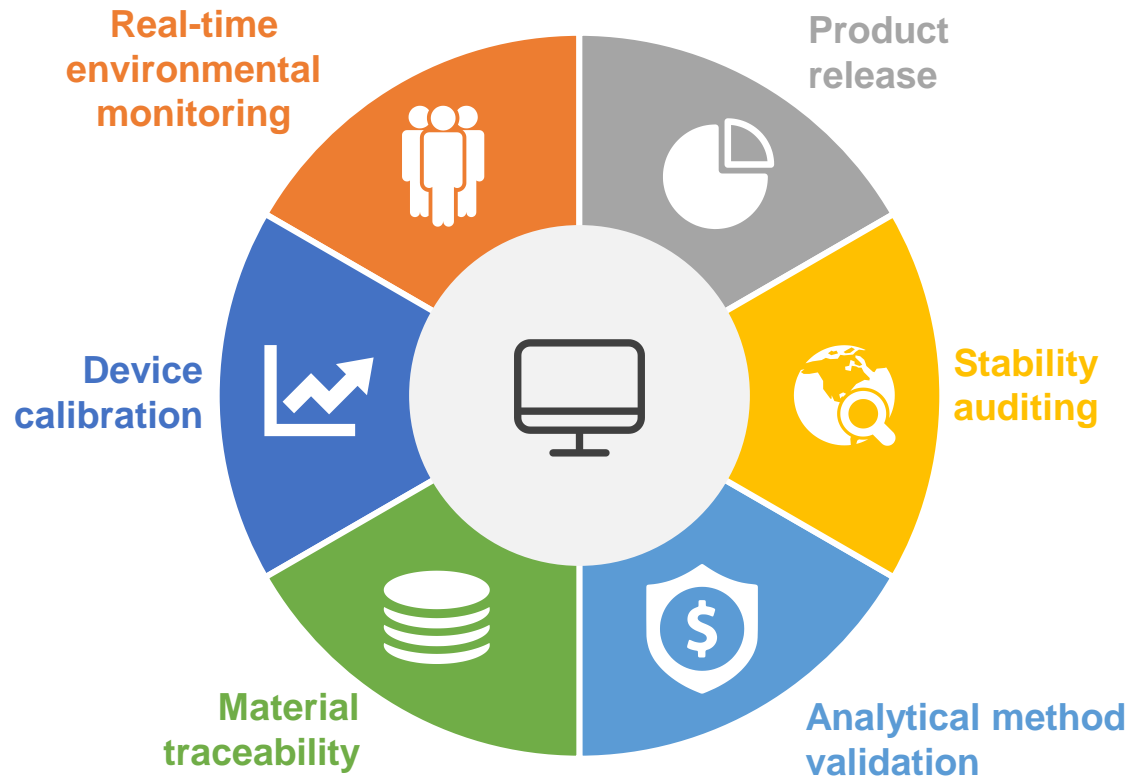 Real-time
environmental
monitoring
Product
release
Device
calibration
Stability
auditing
$
Material
traceability
Analytical method
validation